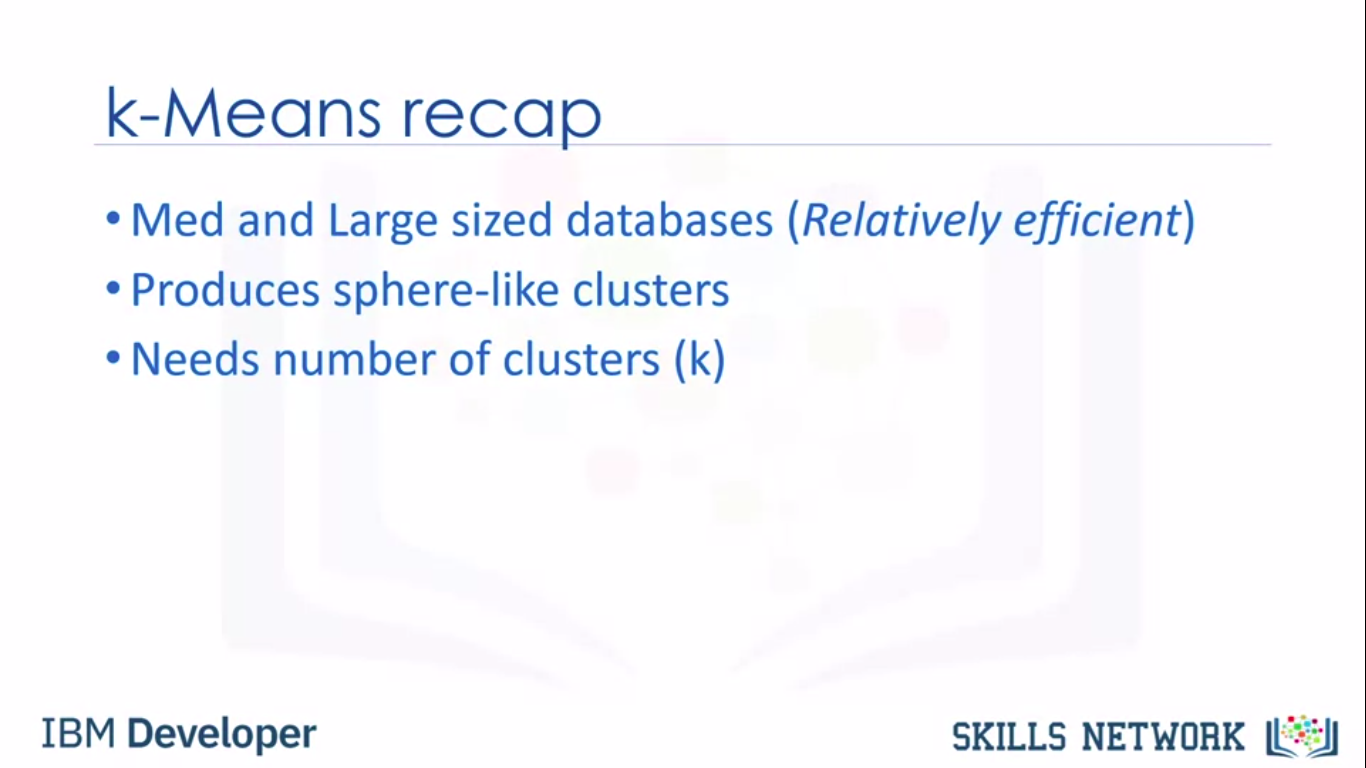 k-Means recap
• Med and Large sized databases (Relatively efficient)
• Produces sphere-like clusters
• Needs number of clusters (k)
IBM Developer
SKILLS NETWORK